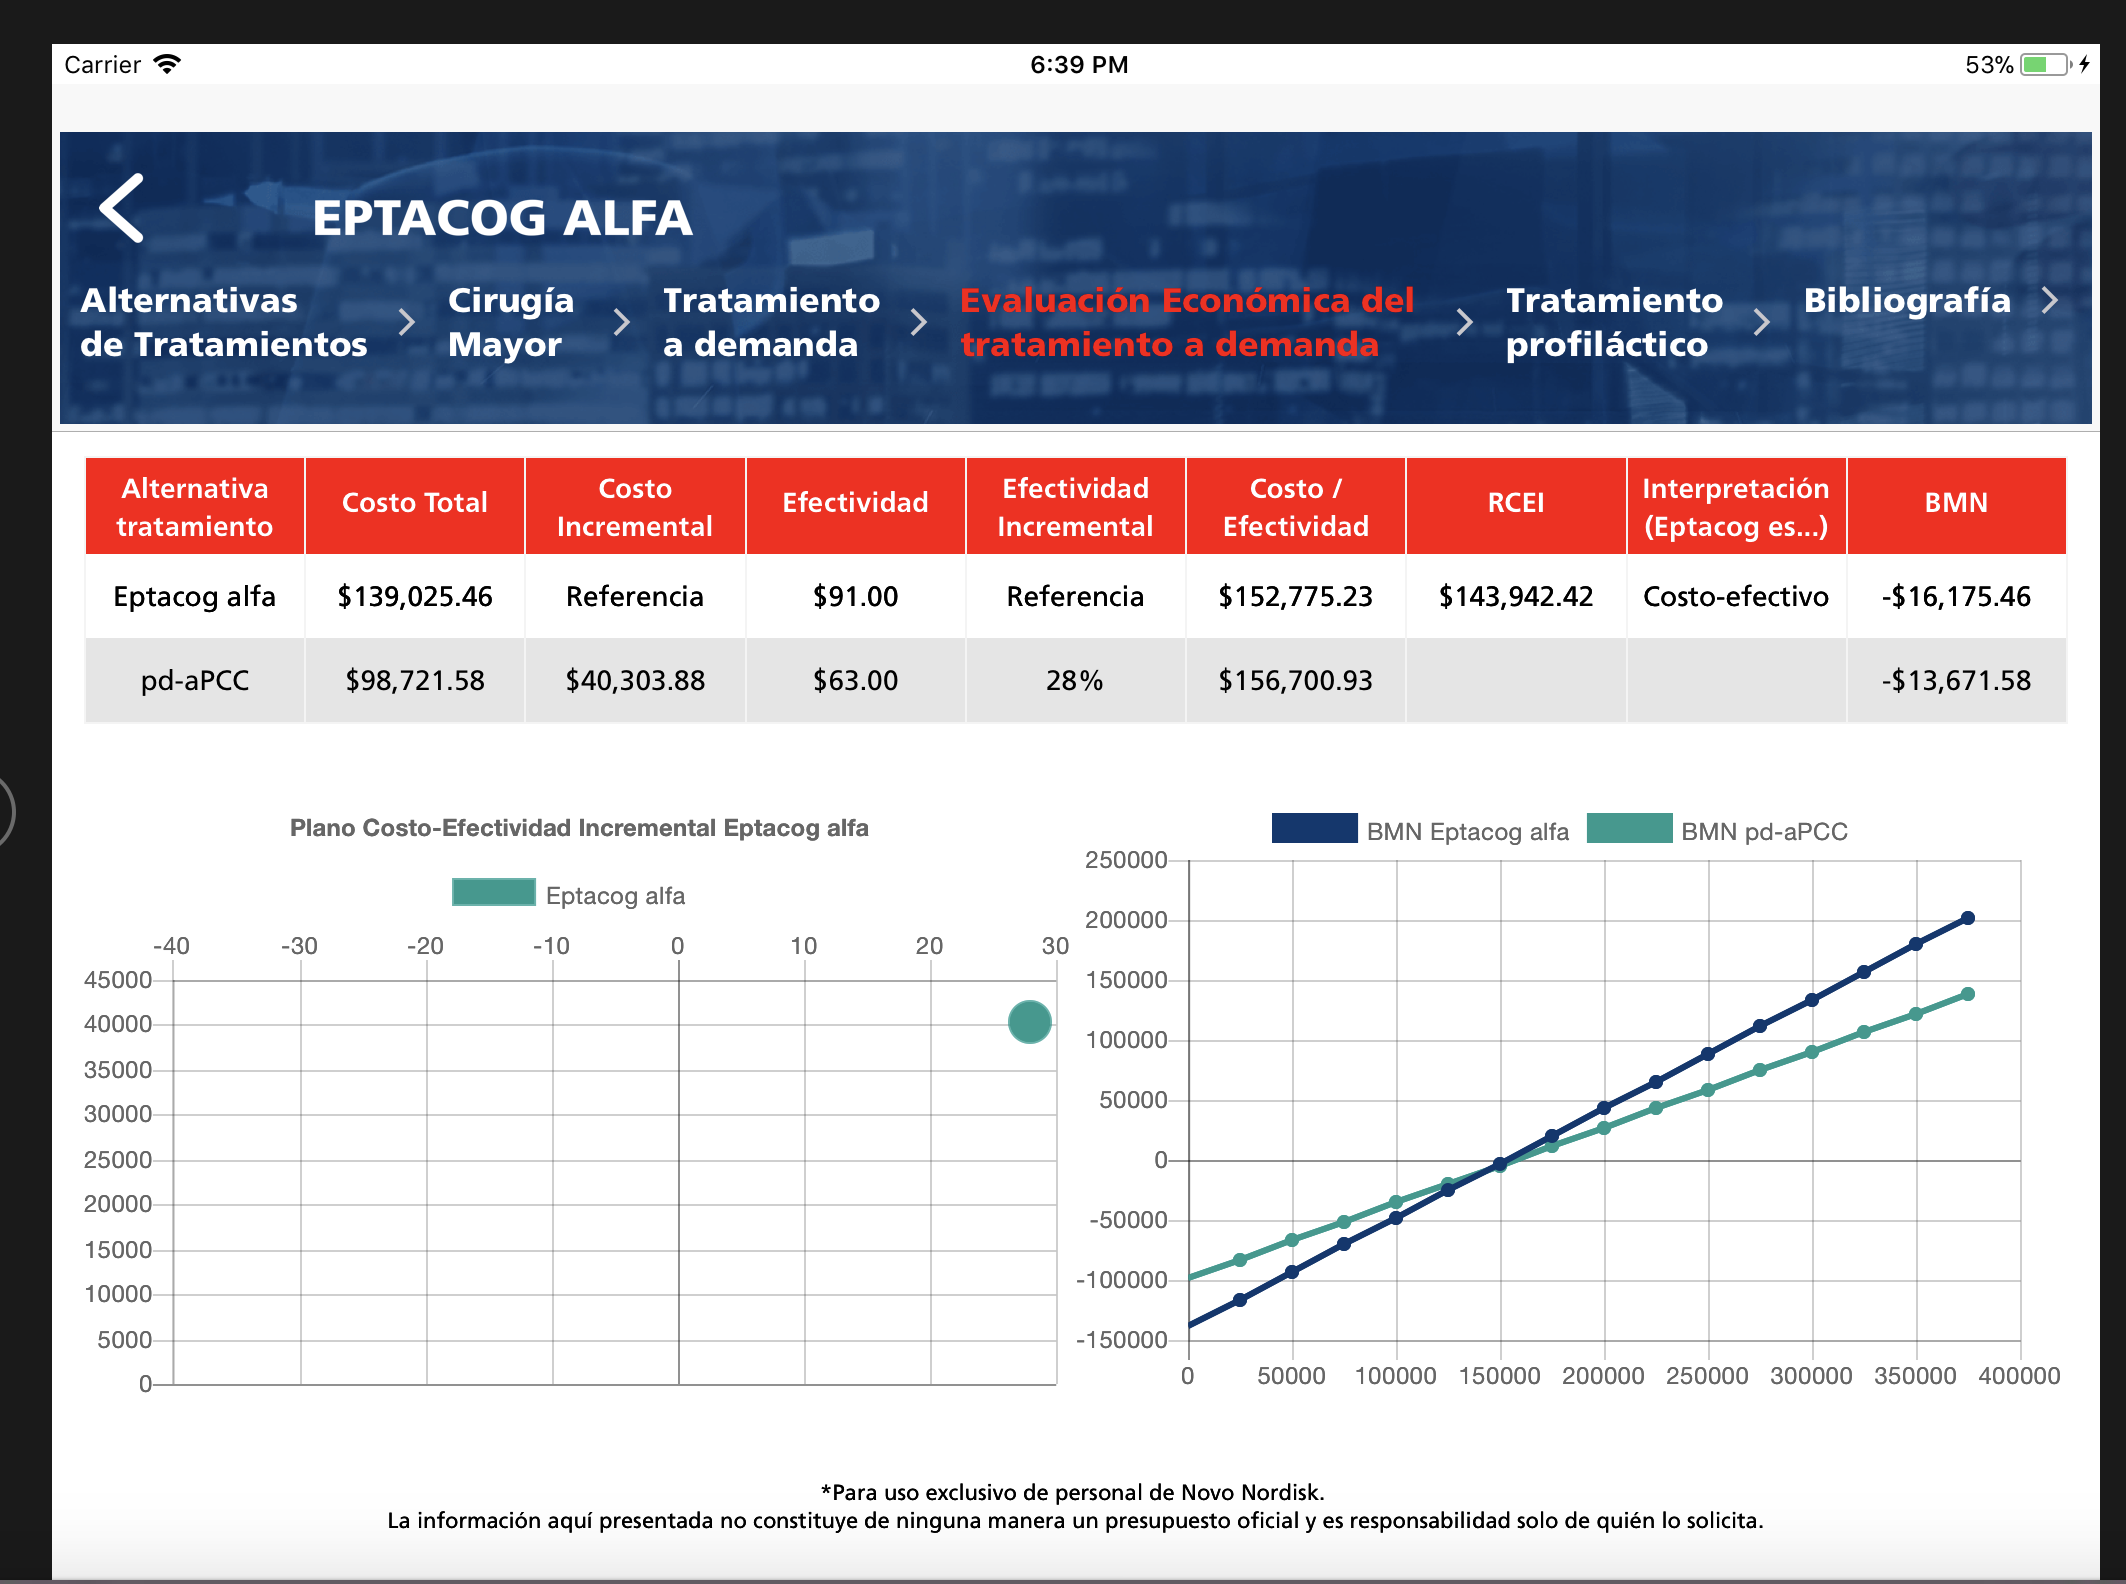 Carrier 6:39 PM 53%
EPTACOG ALFA
Alternativas
de Tratamientos
Cirugía
Mayor
Tratamiento
a demanda
Evaluación Económica del
tratamiento a demanda
Tratamiento
profiláctico
Bibliografía
Alternativa
tratamiento
Costo Total
Costo
Incremental
Efectividad
Efectividad
Incremental
Costo /
Efectividad
RCEI
Interpretación
(Eptacog es...)
BMN
Eptacog alfa $139,025.46 Referencia $91.00 Referencia $152,775.23 $143,942.42 Costo-efectivo -$16,175.46
pd-aPCC $98,721.58 $40,303.88 $63.00 28% $156,700.93 -$13,671.58
Plano Costo-Efectividad Incremental Eptacog alfa
Eptacog alfa
-40 -30 -20 -10 0 10 20 30
45000
40000
35000
30000
25000
20000
15000
10000
5000
0
BMN Eptacog alfa BMN pd-aPCC
250000
200000
150000
100000
50000
0
-50000
-100000
-150000
0 50000 100000 150000 200000 250000 300000 350000 400000
*Para uso exclusivo de personal de Novo Nordisk.
La información aquí presentada no constituye de ninguna manera un presupuesto oficial y es responsabilidad solo de quién lo solicita.